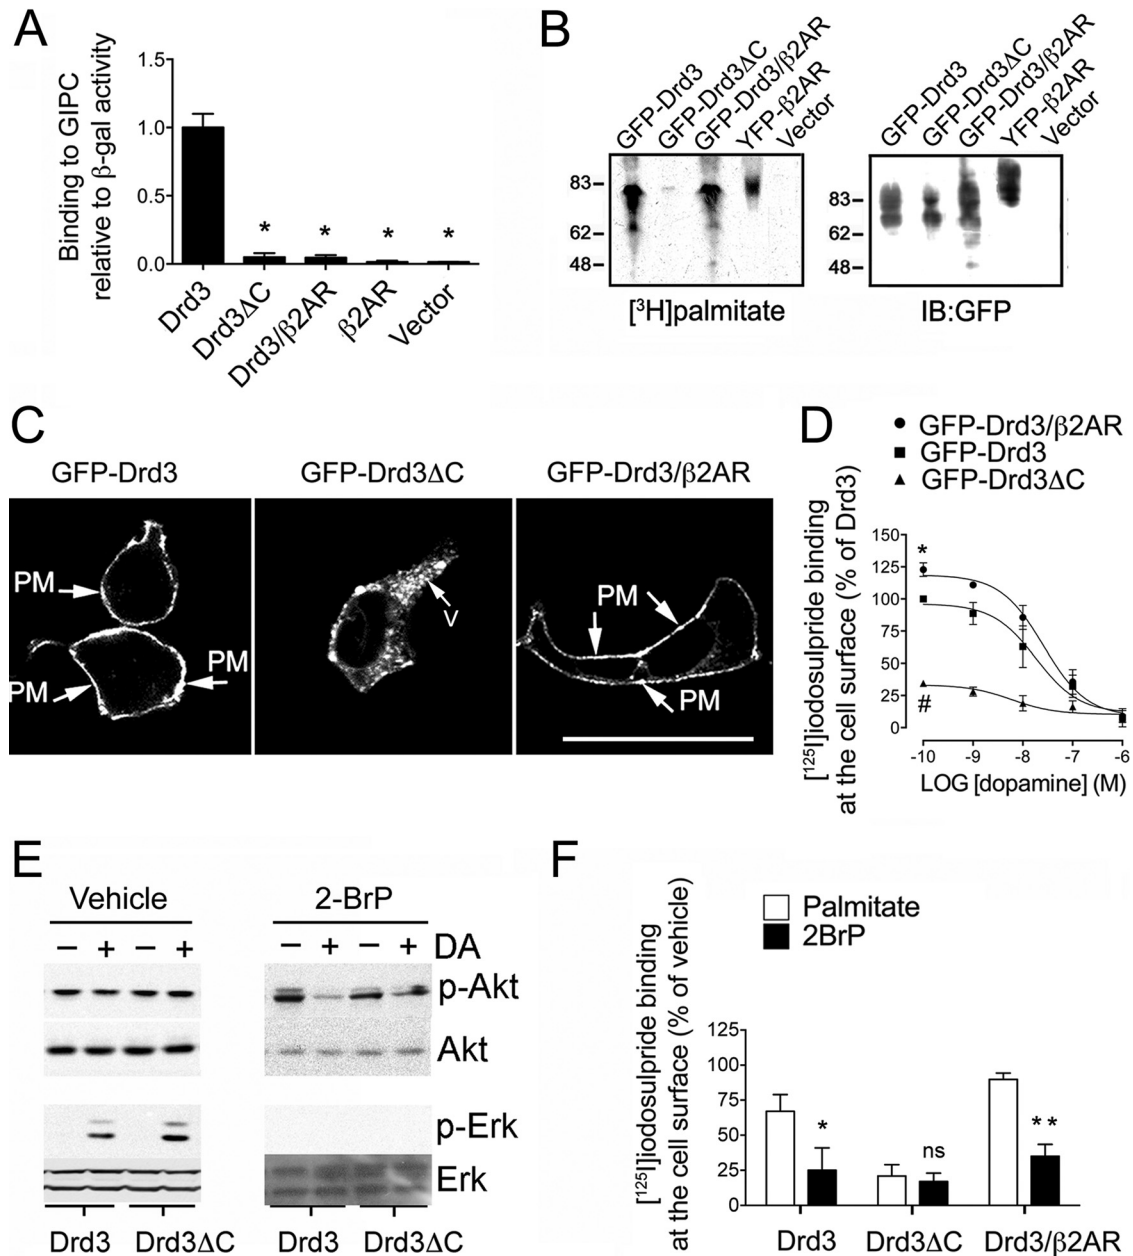 A
Binding to GIPC
relative to β-gal activity
1.5
1.0
0.5
0.0
*
*
*
*
Drd3
Drd3ΔC
Drd3/β2AR
β2AR
Vector
B
GFP-Drd3
GFP-Drd3ΔC
GFP-Drd3/β2AR
YFP-β2AR
Vector
83
62
48
[³H]palmitate
GFP-Drd3
GFP-Drd3ΔC
GFP-Drd3/β2AR
YFP-β2AR
Vector
83
62
48
IB:GFP
C
GFP-Drd3
GFP-Drd3ΔC
GFP-Drd3/β2AR
PM
PM
PM
V
PM
PM
D
GFP-Drd3/β2AR
GFP-Drd3
GFP-Drd3ΔC
[¹²⁵I]iodosulpride binding
at the cell surface (% of Drd3)
150
125
100
75
50
25
0
*
#
-10 -9 -8 -7 -6
LOG [dopamine] (M)
E
Vehicle
2-BrP
− + − +
− + − + DA
p-Akt
Akt
p-Erk
Erk
Drd3 Drd3ΔC
Drd3 Drd3ΔC
F
Palmitate
2BrP
[¹²⁵I]iodosulpride binding
at the cell surface (% of vehicle)
125
100
75
50
25
0
*
ns
**
Drd3 Drd3ΔC Drd3/β2AR